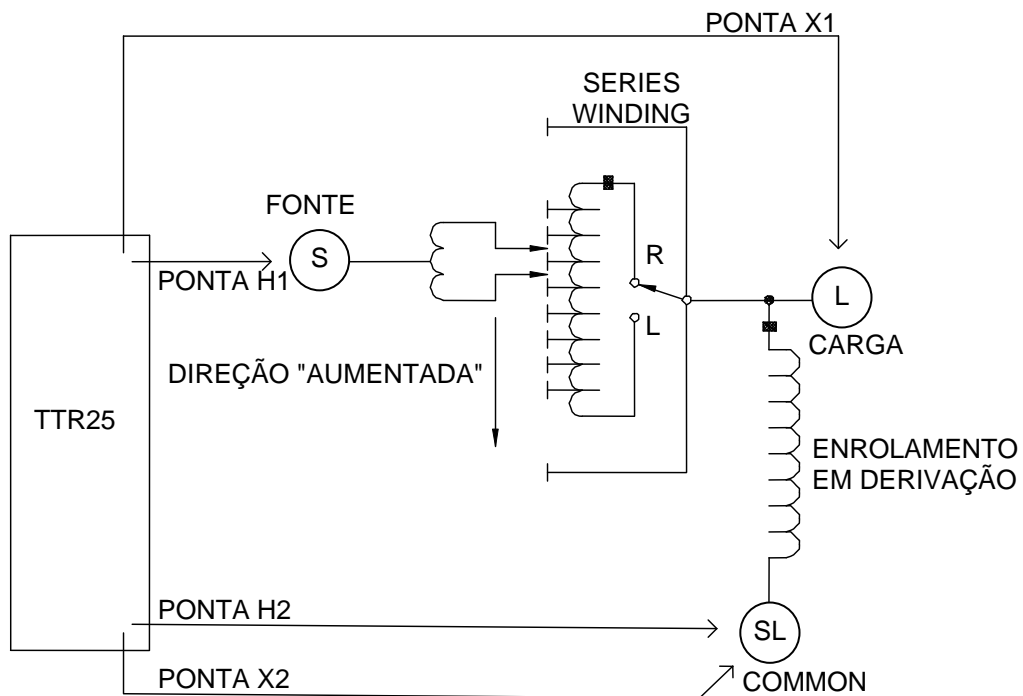 PONTA X1
SERIES
WINDING
FONTE
S
PONTA H1
R
L
L
CARGA
DIREÇÃO "AUMENTADA"
TTR25
ENROLAMENTO
EM DERIVAÇÃO
PONTA H2
SL
PONTA X2
COMMON